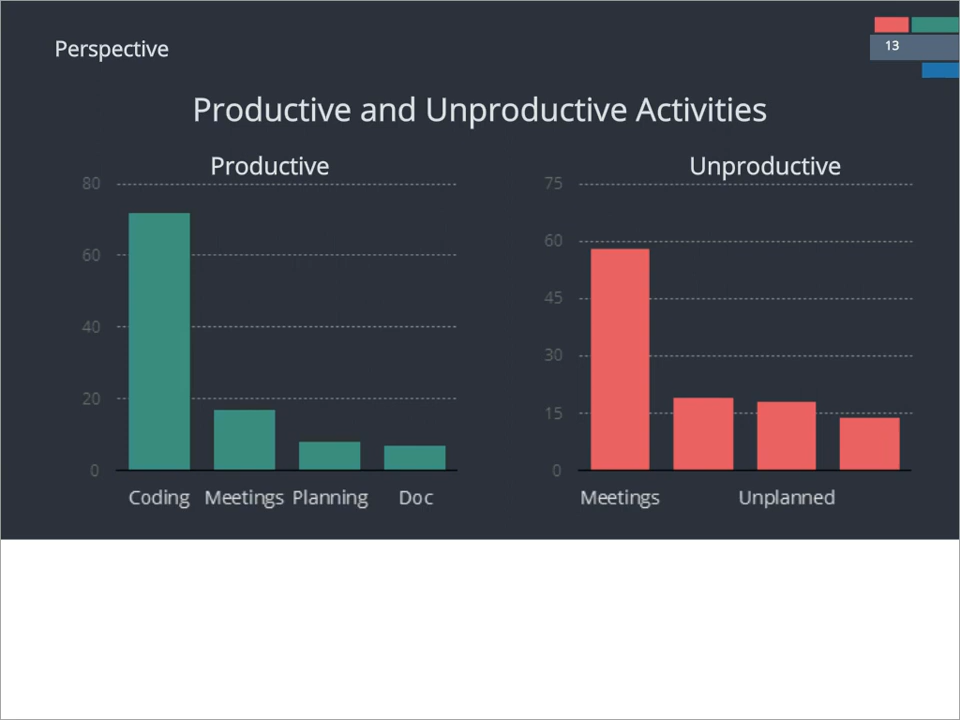 Perspective
13
Productive and Unproductive Activities
Productive
80
60
40
20
0
Coding Meetings Planning Doc
Unproductive
75
60
45
30
15
0
Meetings Unplanned